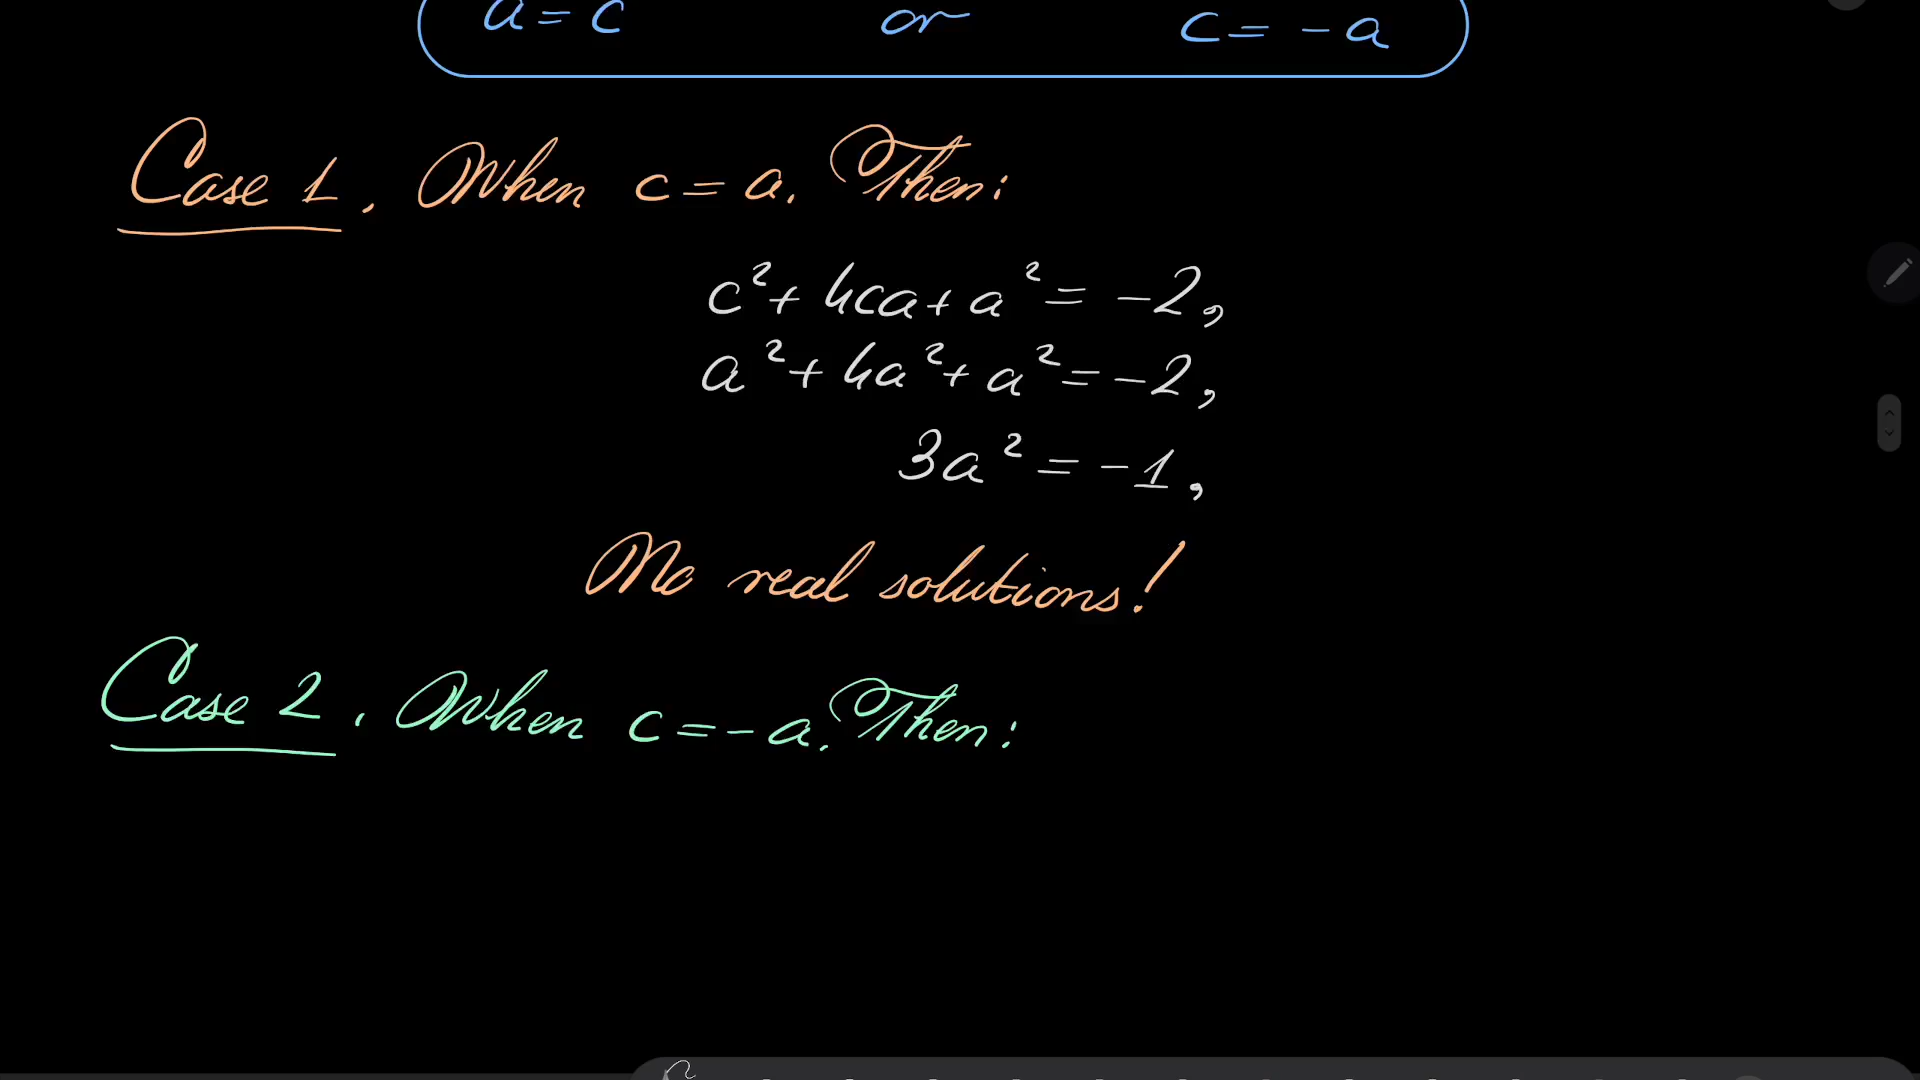 a = c or c = -a
Case 1. When c = a. Then:
c² + 4ca + a² = -2,
a² + 4a² + a² = -2,
3a² = -1,
No real solutions!
Case 2. When c = -a. Then: